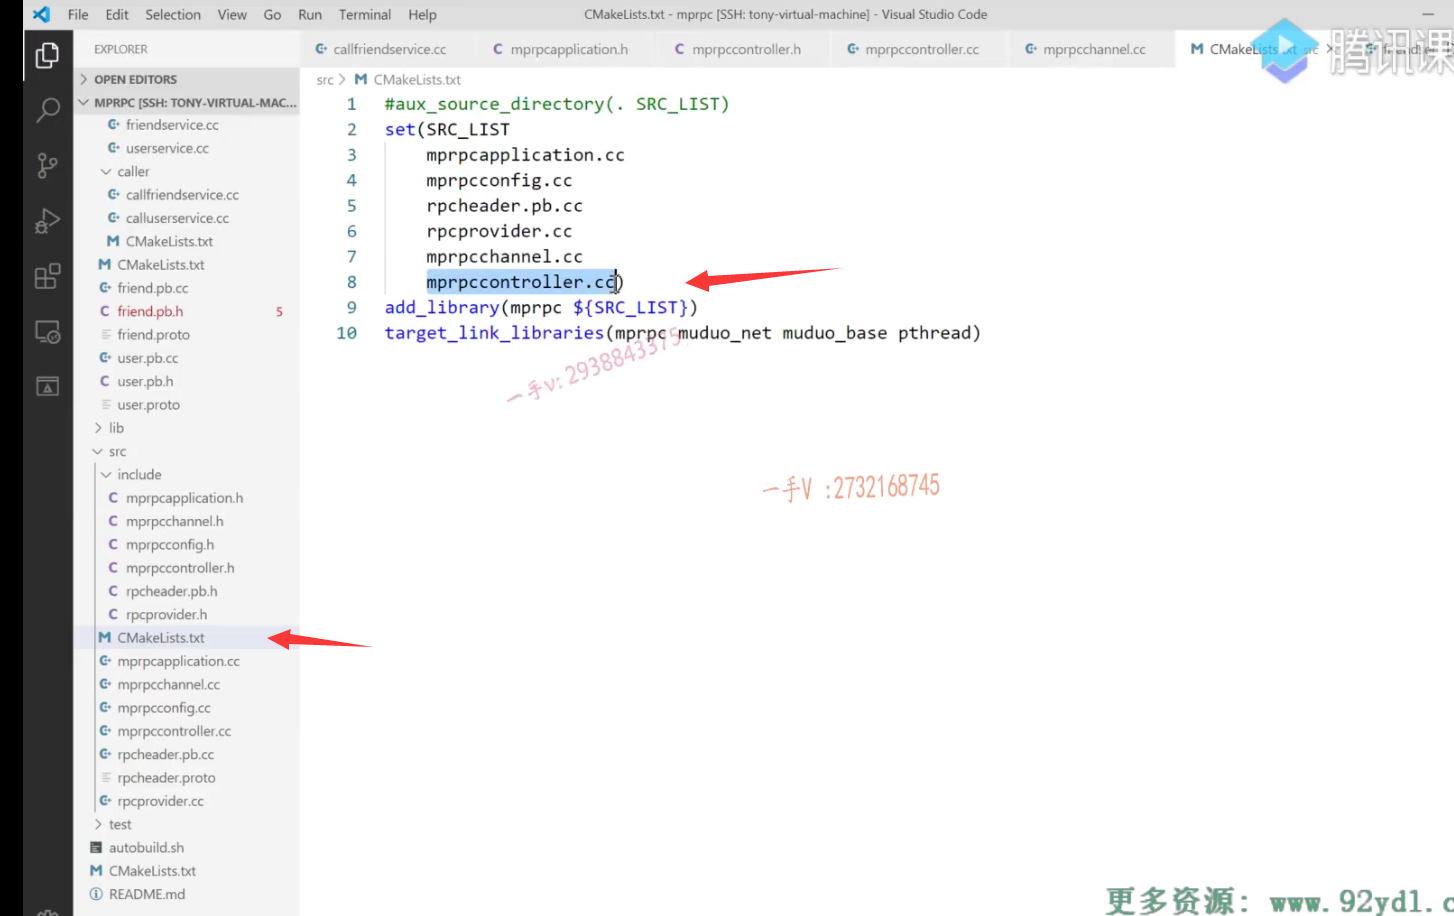 File Edit Selection View Go Run Terminal Help
CMakeLists.txt - mprpc [SSH: tony-virtual-machine] - Visual Studio Code
EXPLORER
callfriendservice.cc
mprpcapplication.h
mprpccontroller.h
mprpccontroller.cc
mprpcchannel.cc
CMakeLists.txt src
腾讯课
OPEN EDITORS
MPRPC [SSH: TONY-VIRTUAL-MAC...
friendservice.cc
userservice.cc
caller
callfriendservice.cc
calluserservice.cc
CMakeLists.txt
CMakeLists.txt
friend.pb.cc
friend.pb.h 5
friend.proto
user.pb.cc
user.pb.h
user.proto
lib
src
include
mprpcapplication.h
mprpcchannel.h
mprpcconfig.h
mprpccontroller.h
rpcheader.pb.h
rpcprovider.h
CMakeLists.txt
mprpcapplication.cc
mprpcchannel.cc
mprpcconfig.cc
mprpccontroller.cc
rpcheader.pb.cc
rpcheader.proto
rpcprovider.cc
test
autobuild.sh
CMakeLists.txt
README.md
src > CMakeLists.txt
1 #aux_source_directory(. SRC_LIST)
2 set(SRC_LIST
3 mprpcapplication.cc
4 mprpcconfig.cc
5 rpcheader.pb.cc
6 rpcprovider.cc
7 mprpcchannel.cc
8 mprpccontroller.cc)
9 add_library(mprpc ${SRC_LIST})
10 target_link_libraries(mprpc muduo_net muduo_base pthread)
一手v: 2938843375
一手V :2732168745
更多资源: www.92ydl.c